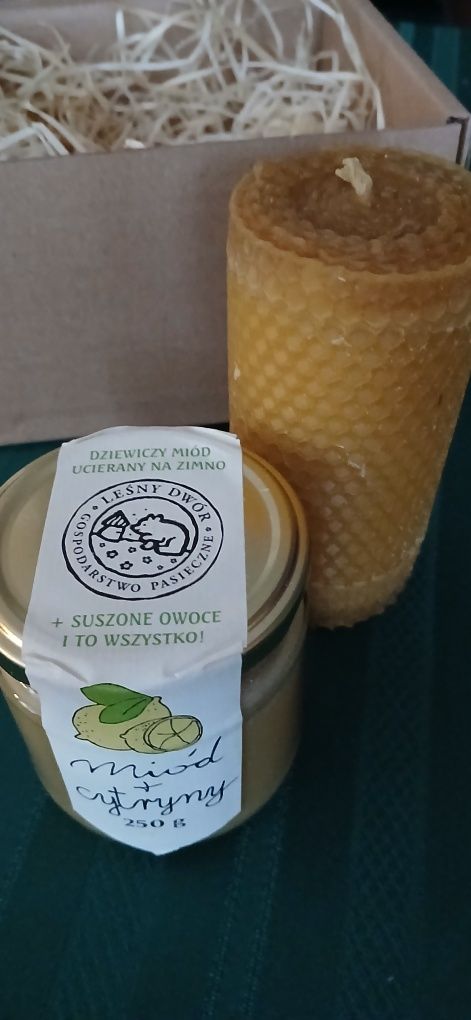 DZIEWICZY MIÓD
UCIERANY NA ZIMNO
LEŚNY DWÓR
GOSPODARSTWO PASIECZNE
+ SUSZONE OWOCE
I TO WSZYSTKO!
miód
+
cytryny
250 g